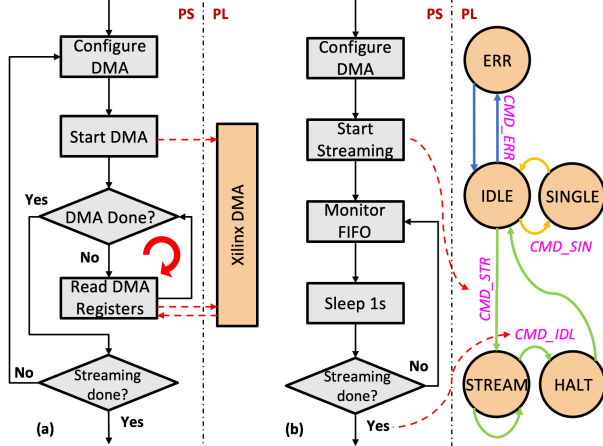 PS
PL
Configure
DMA
Start DMA
Yes
DMA Done?
No
Read DMA
Registers
Xilinx DMA
No
Streaming
done?
(a)
Yes
PS
PL
Configure
DMA
Start
Streaming
Monitor
FIFO
Sleep 1s
No
Streaming
done?
(b)
Yes
ERR
CMD_ERR
IDLE
SINGLE
CMD_SIN
CMD_STR
CMD_IDL
STREAM
HALT